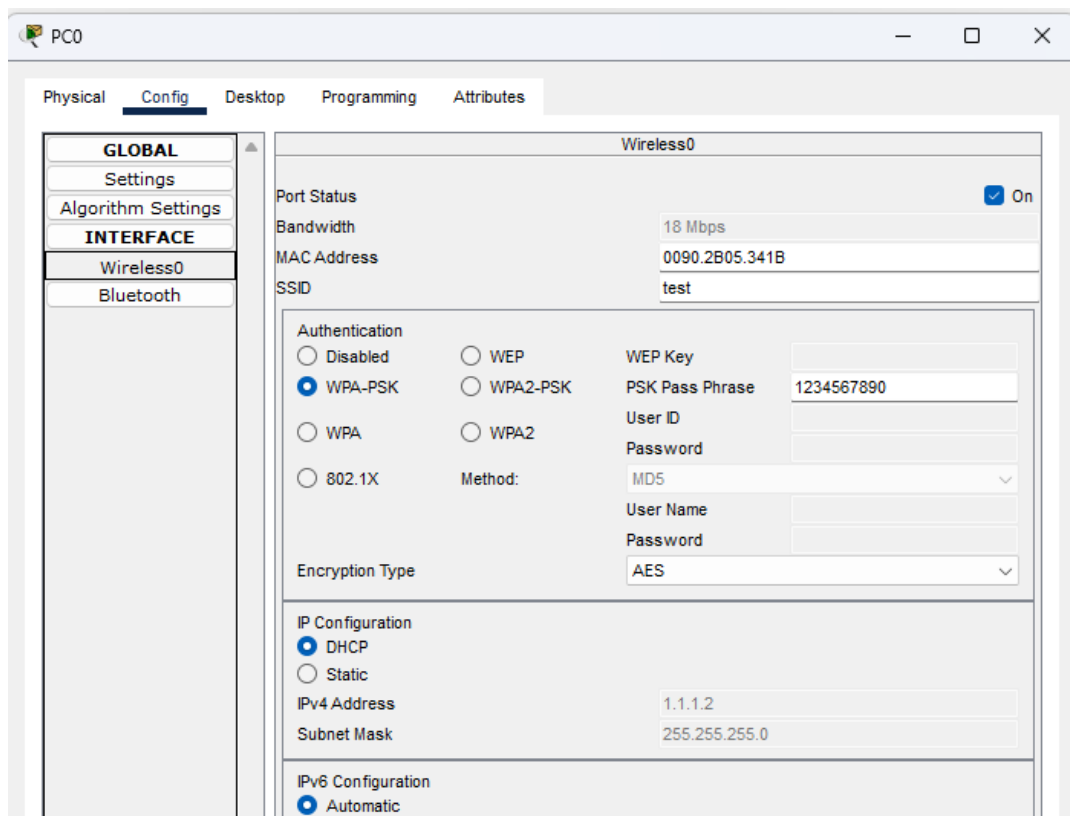 PC0
Physical Config Desktop Programming Attributes
GLOBAL
Settings
Algorithm Settings
INTERFACE
Wireless0
Bluetooth
Wireless0
Port Status On
Bandwidth 18 Mbps
MAC Address 0090.2B05.341B
SSID test
Authentication
Disabled WEP WEP Key
WPA-PSK WPA2-PSK PSK Pass Phrase 1234567890
User ID
WPA WPA2
Password
802.1X Method: MD5
User Name
Password
Encryption Type AES
IP Configuration
DHCP
Static
IPv4 Address 1.1.1.2
Subnet Mask 255.255.255.0
IPv6 Configuration
Automatic